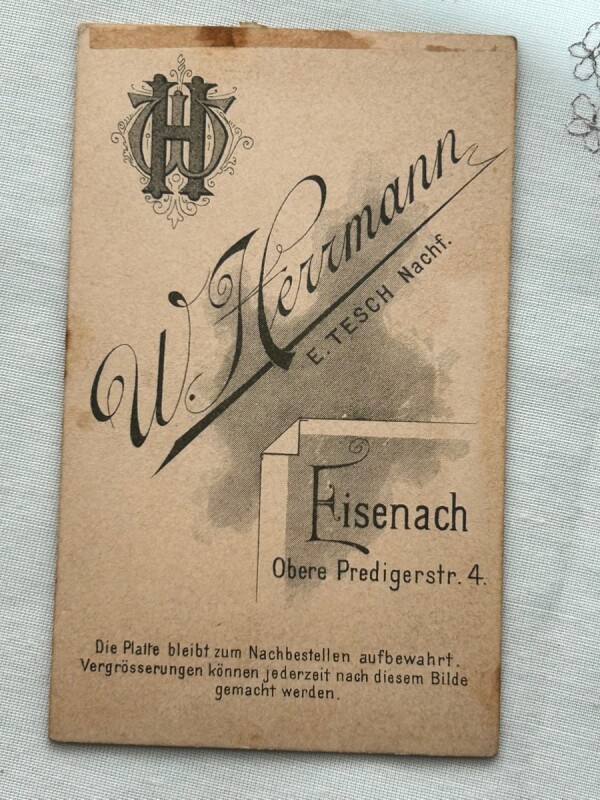 WH
W. Herrmann
E. TESCH Nachf.
Eisenach
Obere Predigerstr. 4.
Die Platte bleibt zum Nachbestellen aufbewahrt.
Vergrösserungen können jederzeit nach diesem Bilde
gemacht werden.